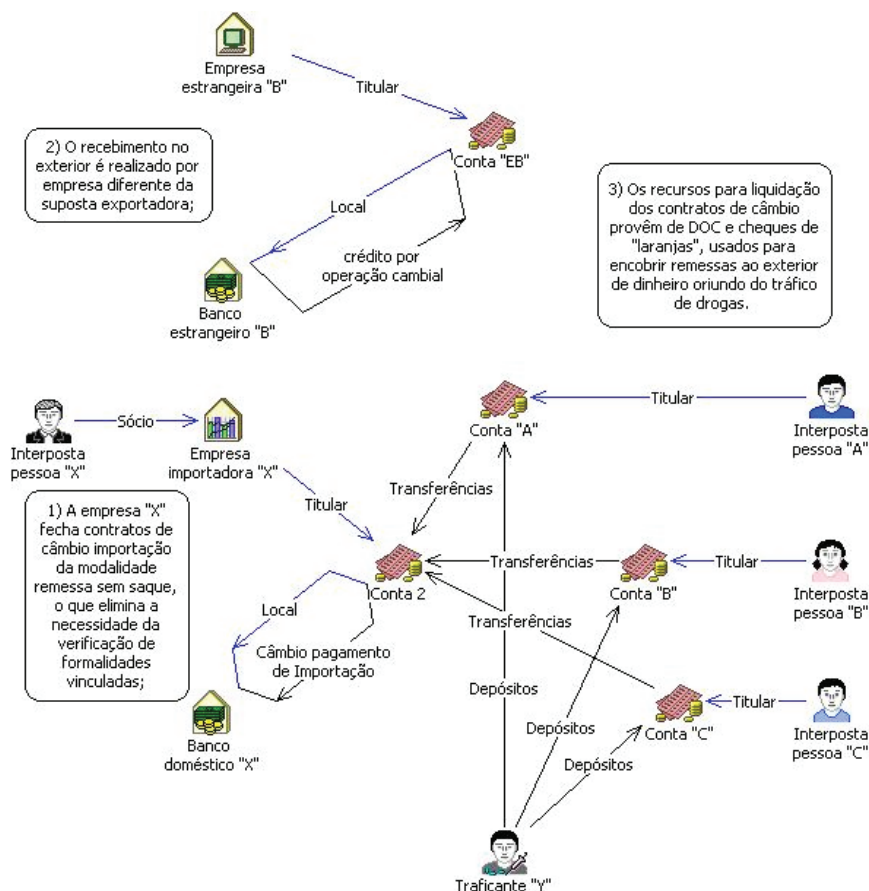 Empresa
estrangeira "B"
Titular
Conta "EB"
2) O recebimento no
exterior é realizado por
empresa diferente da
suposta exportadora;
Local
crédito por
operação cambial
Banco
estrangeiro "B"
3) Os recursos para liquidação
dos contratos de câmbio
provêm de DOC e cheques de
"laranjas", usados para
encobrir remessas ao exterior
de dinheiro oriundo do tráfico
de drogas.
Interposta
pessoa "X"
Sócio
Empresa
importadora "X"
Titular
Conta "A"
Titular
Interposta
pessoa "A"
Transferências
1) A empresa "X"
fecha contratos de
câmbio importação
da modalidade
remessa sem saque,
o que elimina a
necessidade da
verificação de
formalidades
vinculadas;
Conta 2
Transferências
Conta "B"
Titular
Interposta
pessoa "B"
Local
Câmbio pagamento
de Importação
Transferências
Banco
doméstico "X"
Depósitos
Depósitos
Depósitos
Conta "C"
Titular
Interposta
pessoa "C"
Traficante "Y"